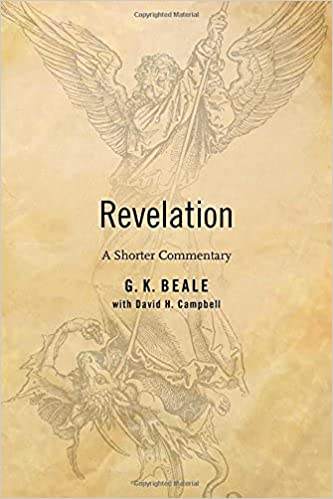 Copyrighted Material
Revelation
A Shorter Commentary
G. K. BEALE
with David H. Campbell
Copyrighted Material